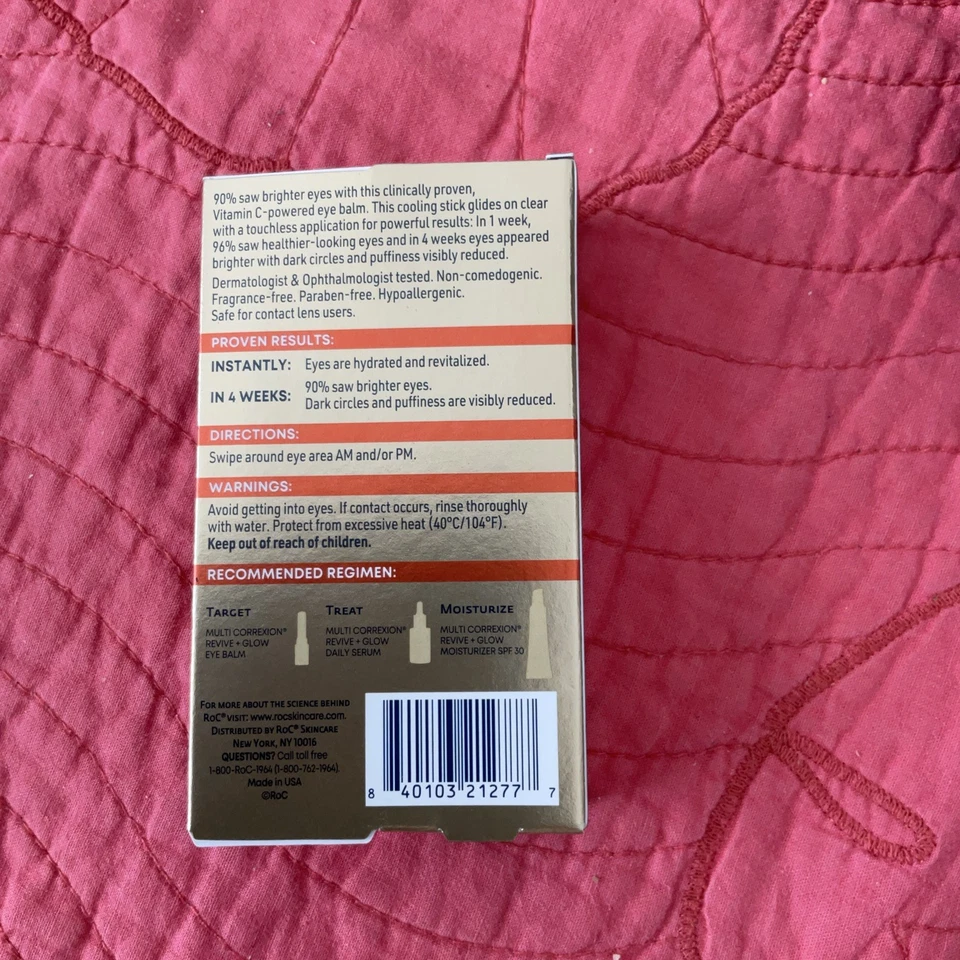 90% saw brighter eyes with this clinically proven,
Vitamin C-powered eye balm. This cooling stick glides on clear
with a touchless application for powerful results: In 1 week,
96% saw healthier-looking eyes and in 4 weeks eyes appeared
brighter with dark circles and puffiness visibly reduced.
Dermatologist & Ophthalmologist tested. Non-comedogenic.
Fragrance-free. Paraben-free. Hypoallergenic.
Safe for contact lens users.
PROVEN RESULTS:
INSTANTLY: Eyes are hydrated and revitalized.
IN 4 WEEKS: 90% saw brighter eyes.
Dark circles and puffiness are visibly reduced.
DIRECTIONS:
Swipe around eye area AM and/or PM.
WARNINGS:
Avoid getting into eyes. If contact occurs, rinse thoroughly
with water. Protect from excessive heat (40°C/104°F).
Keep out of reach of children.
RECOMMENDED REGIMEN:
TARGET
MULTI CORREXION®
REVIVE + GLOW
EYE BALM
TREAT
MULTI CORREXION®
REVIVE + GLOW
DAILY SERUM
MOISTURIZE
MULTI CORREXION®
REVIVE + GLOW
MOISTURIZER SPF 30
FOR MORE ABOUT THE SCIENCE BEHIND
RoC® VISIT: www.rocskincare.com.
DISTRIBUTED BY RoC® SKINCARE
NEW YORK, NY 10016
QUESTIONS? Call toll free
1-800-RoC-1964 (1-800-762-1964).
Made in USA
©RoC
8 40103 21277 7